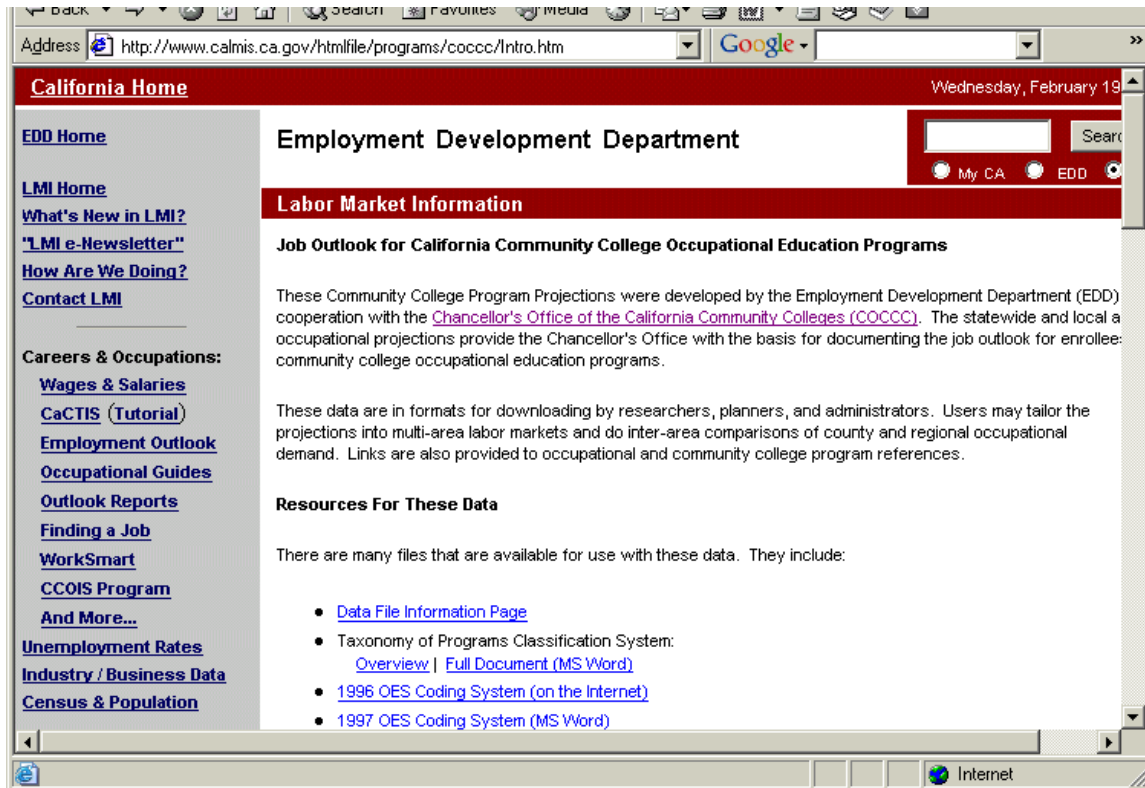 Back Search Favorites Media
Address http://www.calmis.ca.gov/htmlfile/programs/coccc/Intro.htm Google »
California Home Wednesday, February 19
EDD Home
Employment Development Department
Searc
My CA EDD
LMI Home
What's New in LMI?
"LMI e-Newsletter"
How Are We Doing?
Contact LMI
Careers & Occupations:
Wages & Salaries
CaCTIS (Tutorial)
Employment Outlook
Occupational Guides
Outlook Reports
Finding a Job
WorkSmart
CCOIS Program
And More...
Unemployment Rates
Industry / Business Data
Census & Population
Labor Market Information
Job Outlook for California Community College Occupational Education Programs
These Community College Program Projections were developed by the Employment Development Department (EDD)
cooperation with the Chancellor's Office of the California Community Colleges (COCCC). The statewide and local a
occupational projections provide the Chancellor's Office with the basis for documenting the job outlook for enrollee
community college occupational education programs.
These data are in formats for downloading by researchers, planners, and administrators. Users may tailor the
projections into multi-area labor markets and do inter-area comparisons of county and regional occupational
demand. Links are also provided to occupational and community college program references.
Resources For These Data
There are many files that are available for use with these data. They include:
Data File Information Page
Taxonomy of Programs Classification System:
Overview | Full Document (MS Word)
1996 OES Coding System (on the Internet)
1997 OES Coding System (MS Word)
Internet